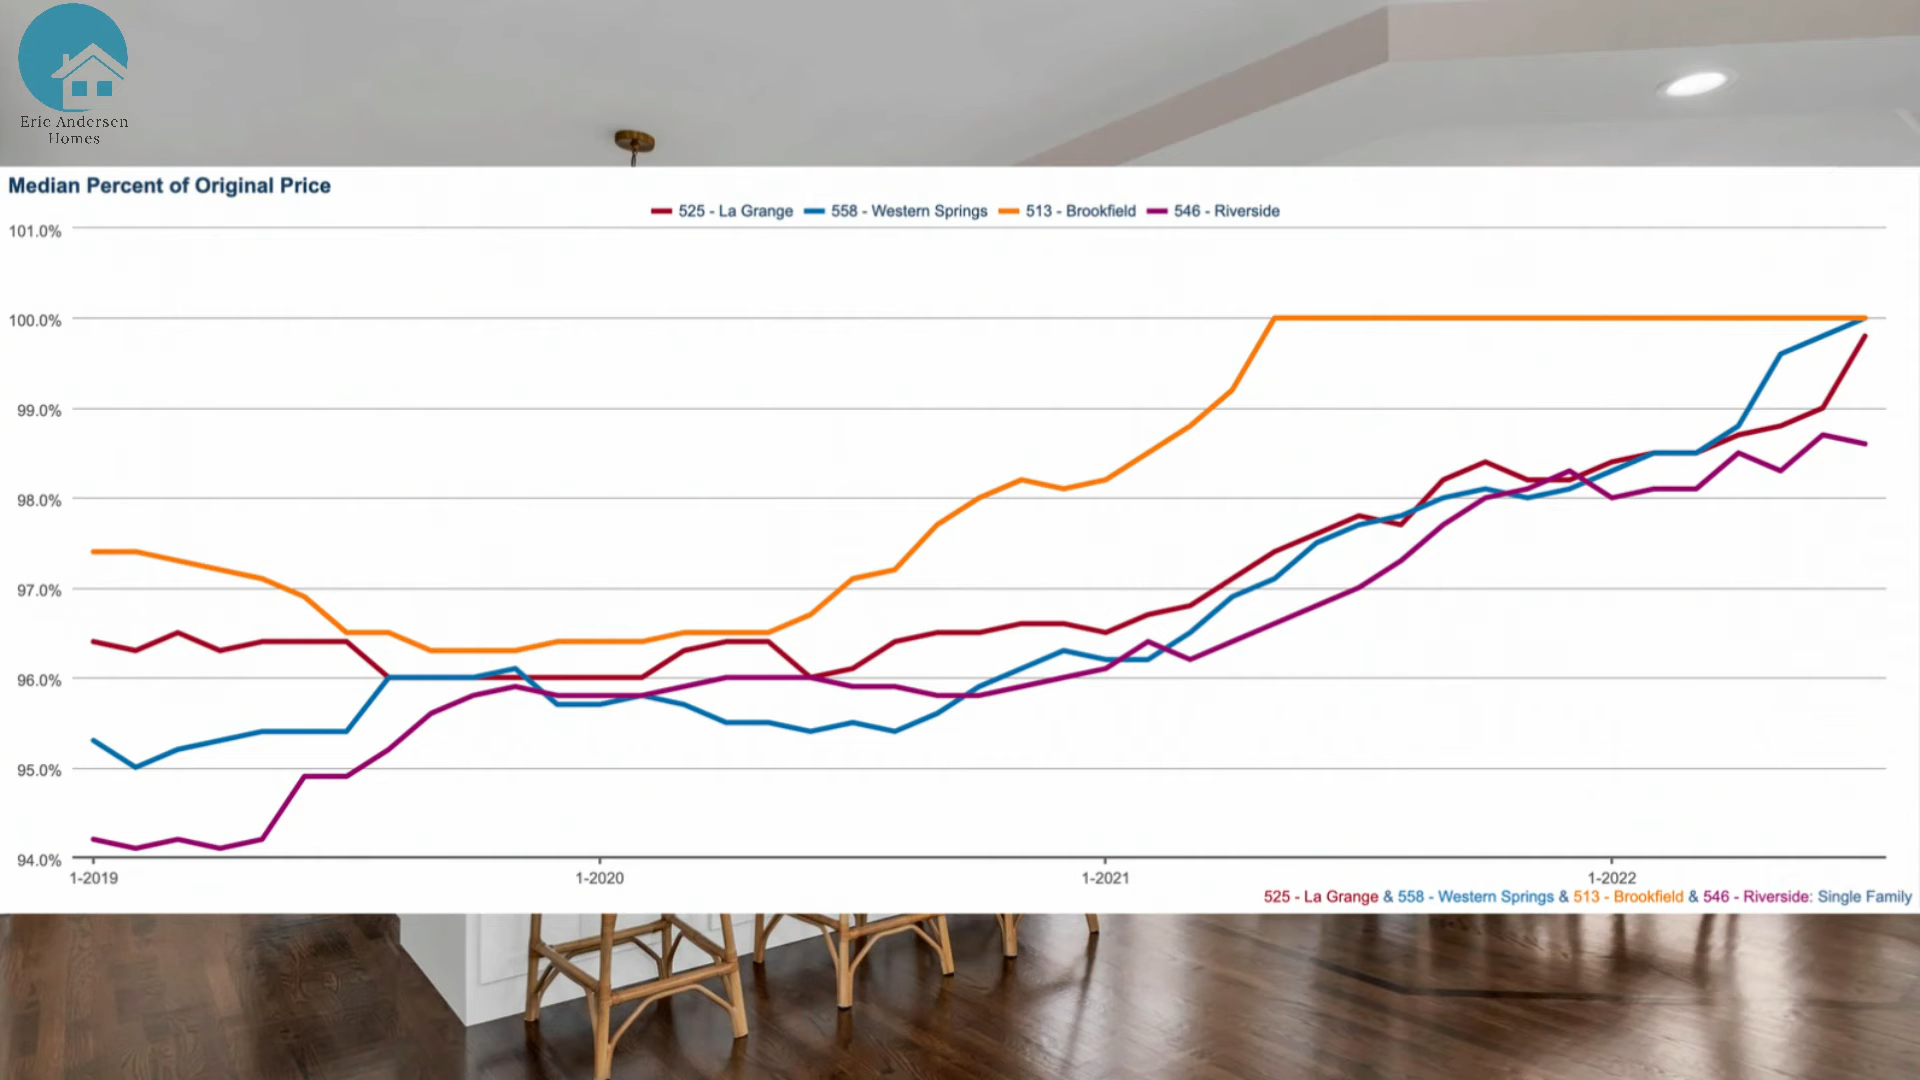 Eric Andersen
Homes
Median Percent of Original Price
525 - La Grange 558 - Western Springs 513 - Brookfield 546 - Riverside
101.0%
100.0%
99.0%
98.0%
97.0%
96.0%
95.0%
94.0%
1-2019 1-2020 1-2021 1-2022
525 - La Grange & 558 - Western Springs & 513 - Brookfield & 546 - Riverside: Single Family